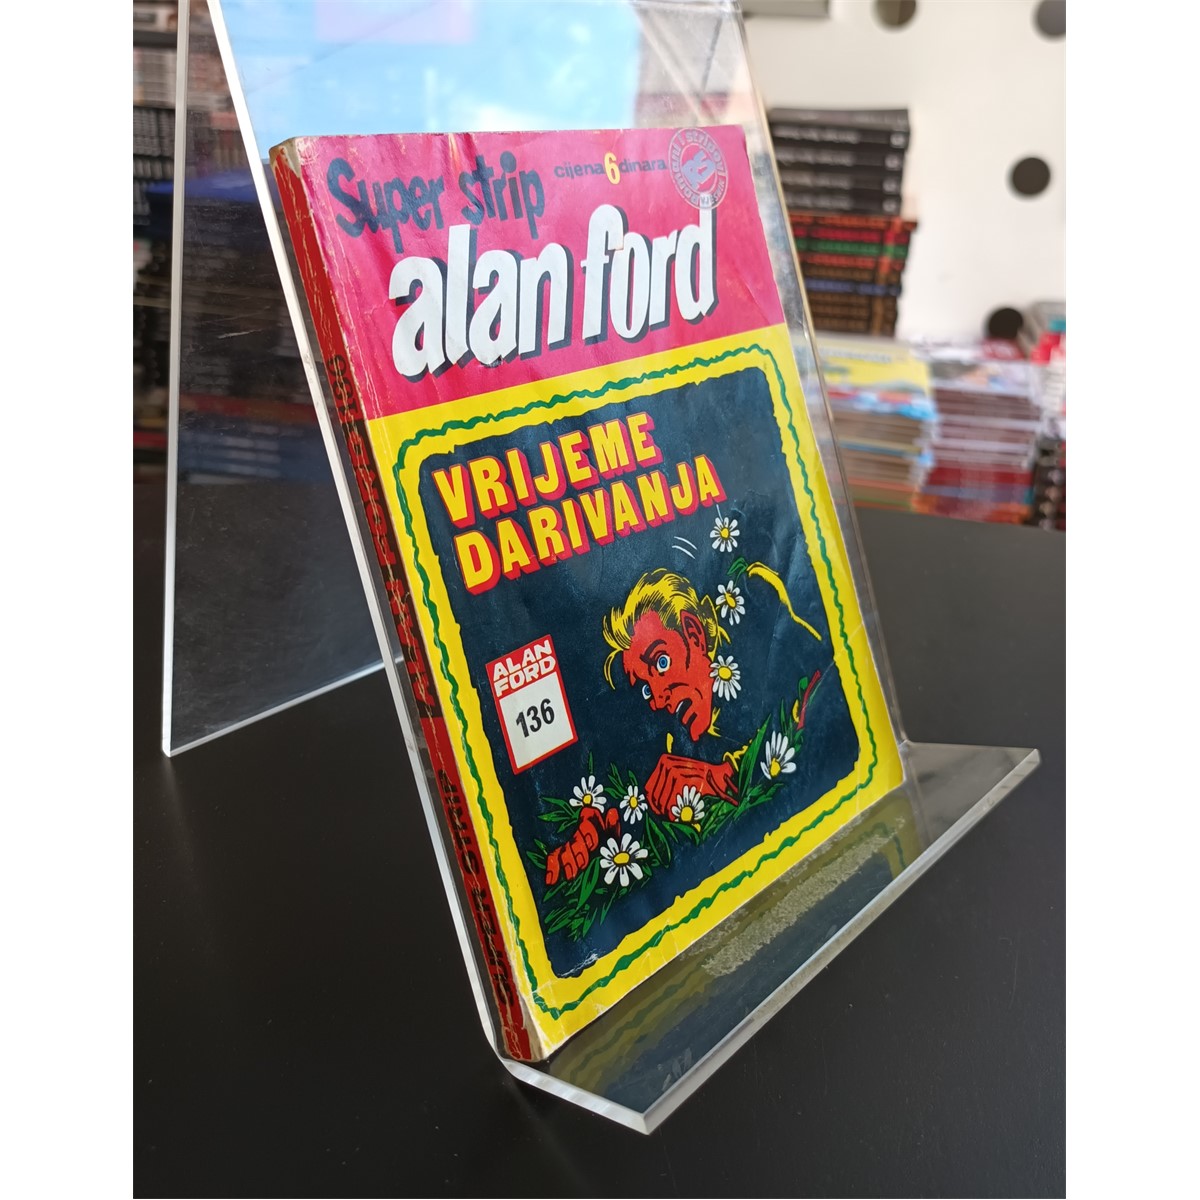 Super strip
cijena 6 dinara
alan ford
VRIJEME
DARIVANJA
ALAN
FORD
136